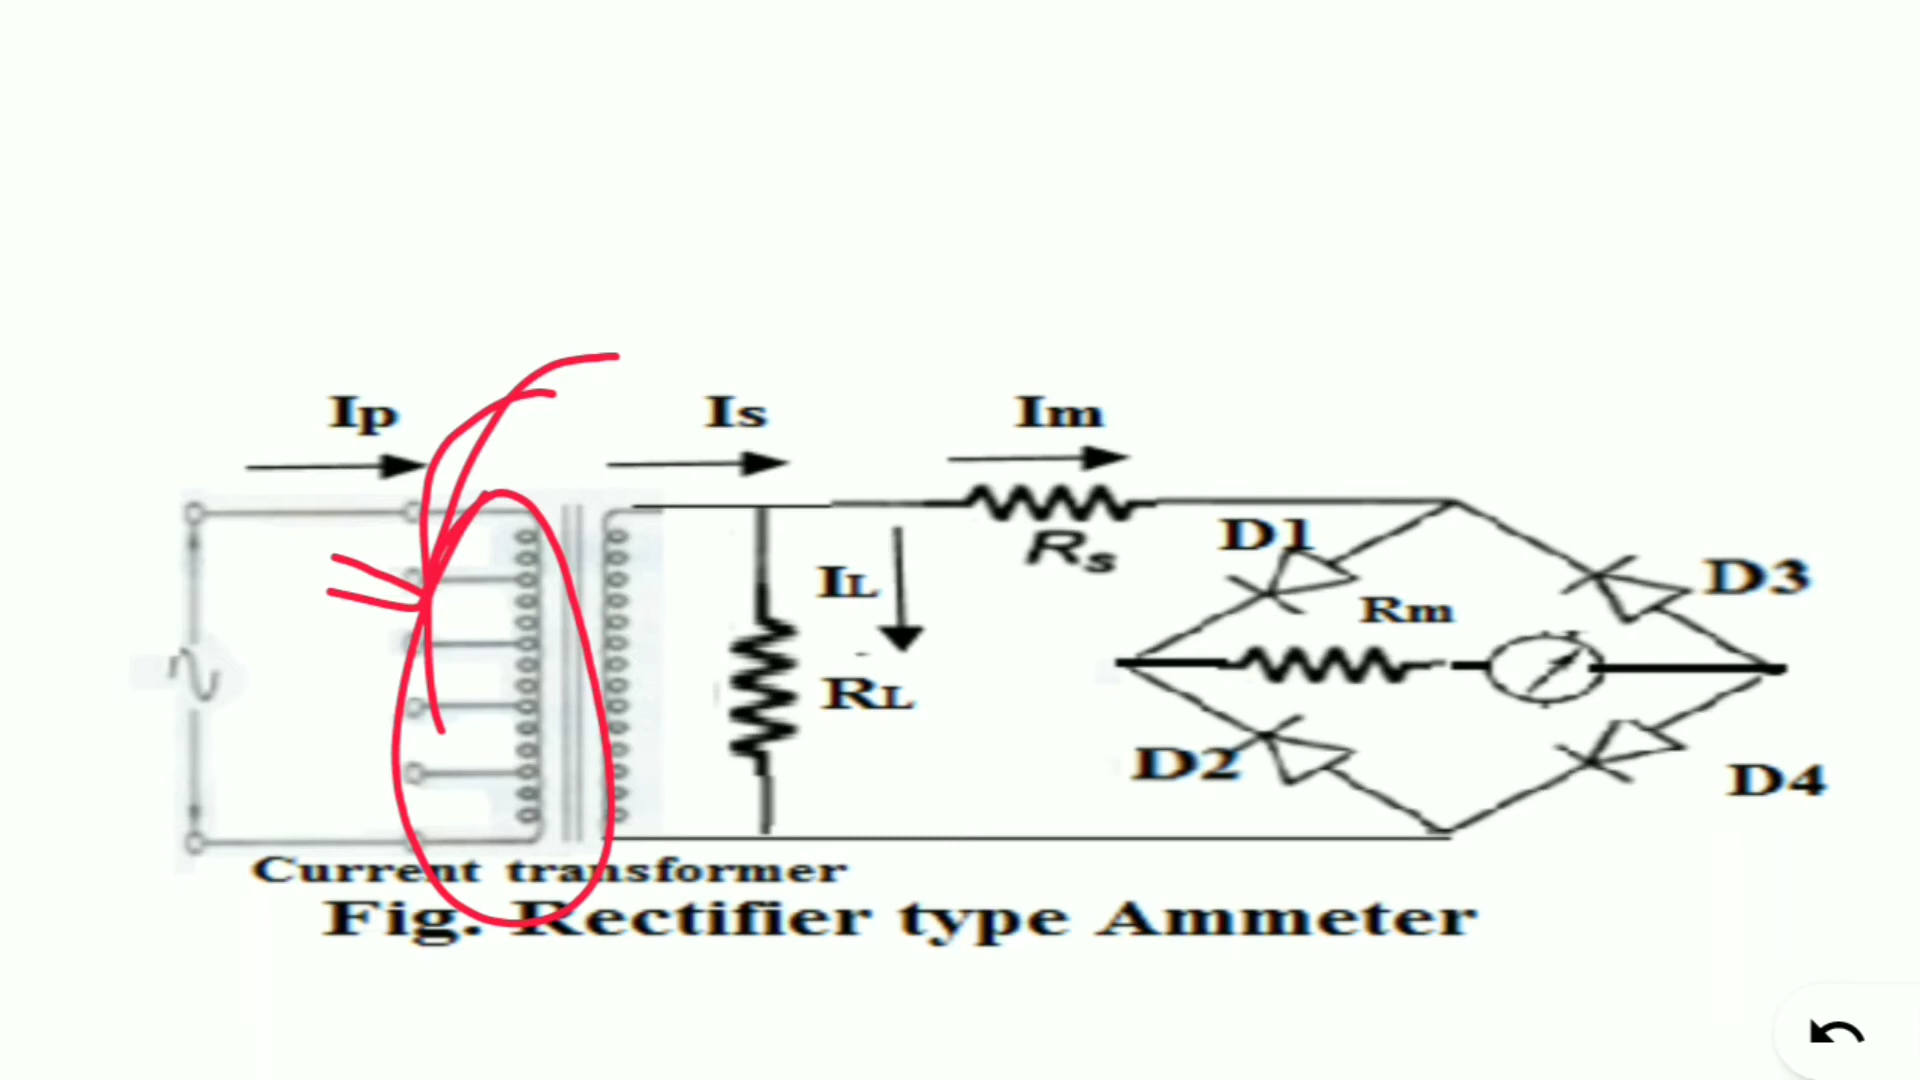 Ip
Is
Im
Rs
D1
D3
IL
Rm
RL
D2
D4
Current transformer
Fig. Rectifier type Ammeter